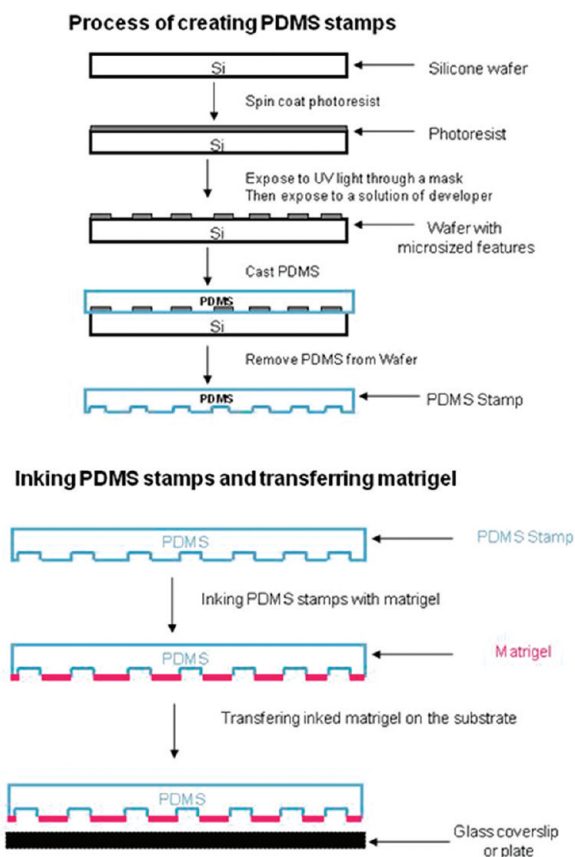 Process of creating PDMS stamps
Si
Silicone wafer
Spin coat photoresist
Photoresist
Si
Expose to UV light through a mask
Then expose to a solution of developer
Wafer with
microsized features
Si
Cast PDMS
PDMS
Si
Remove PDMS from Wafer
PDMS
PDMS Stamp
Inking PDMS stamps and transferring matrigel
PDMS
PDMS Stamp
Inking PDMS stamps with matrigel
PDMS
Matrigel
Transfering inked matrigel on the substrate
PDMS
Glass coverslip
or plate